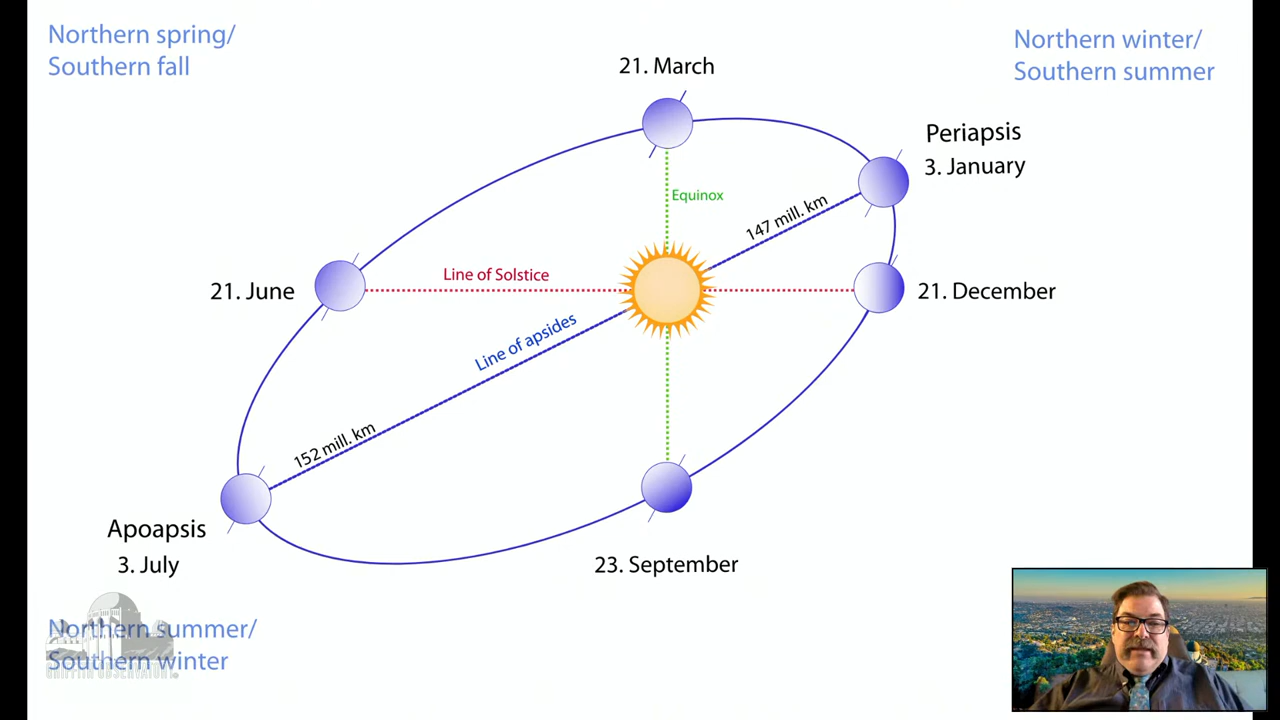 Northern spring/
Southern fall
21. March
Northern winter/
Southern summer
Periapsis
3. January
Equinox
147 mill. km
Line of Solstice
21. June
21. December
Line of apsides
152 mill. km
Apoapsis
3. July
23. September
Northern summer/
Southern winter
GRIFFITH OBSERVATORY